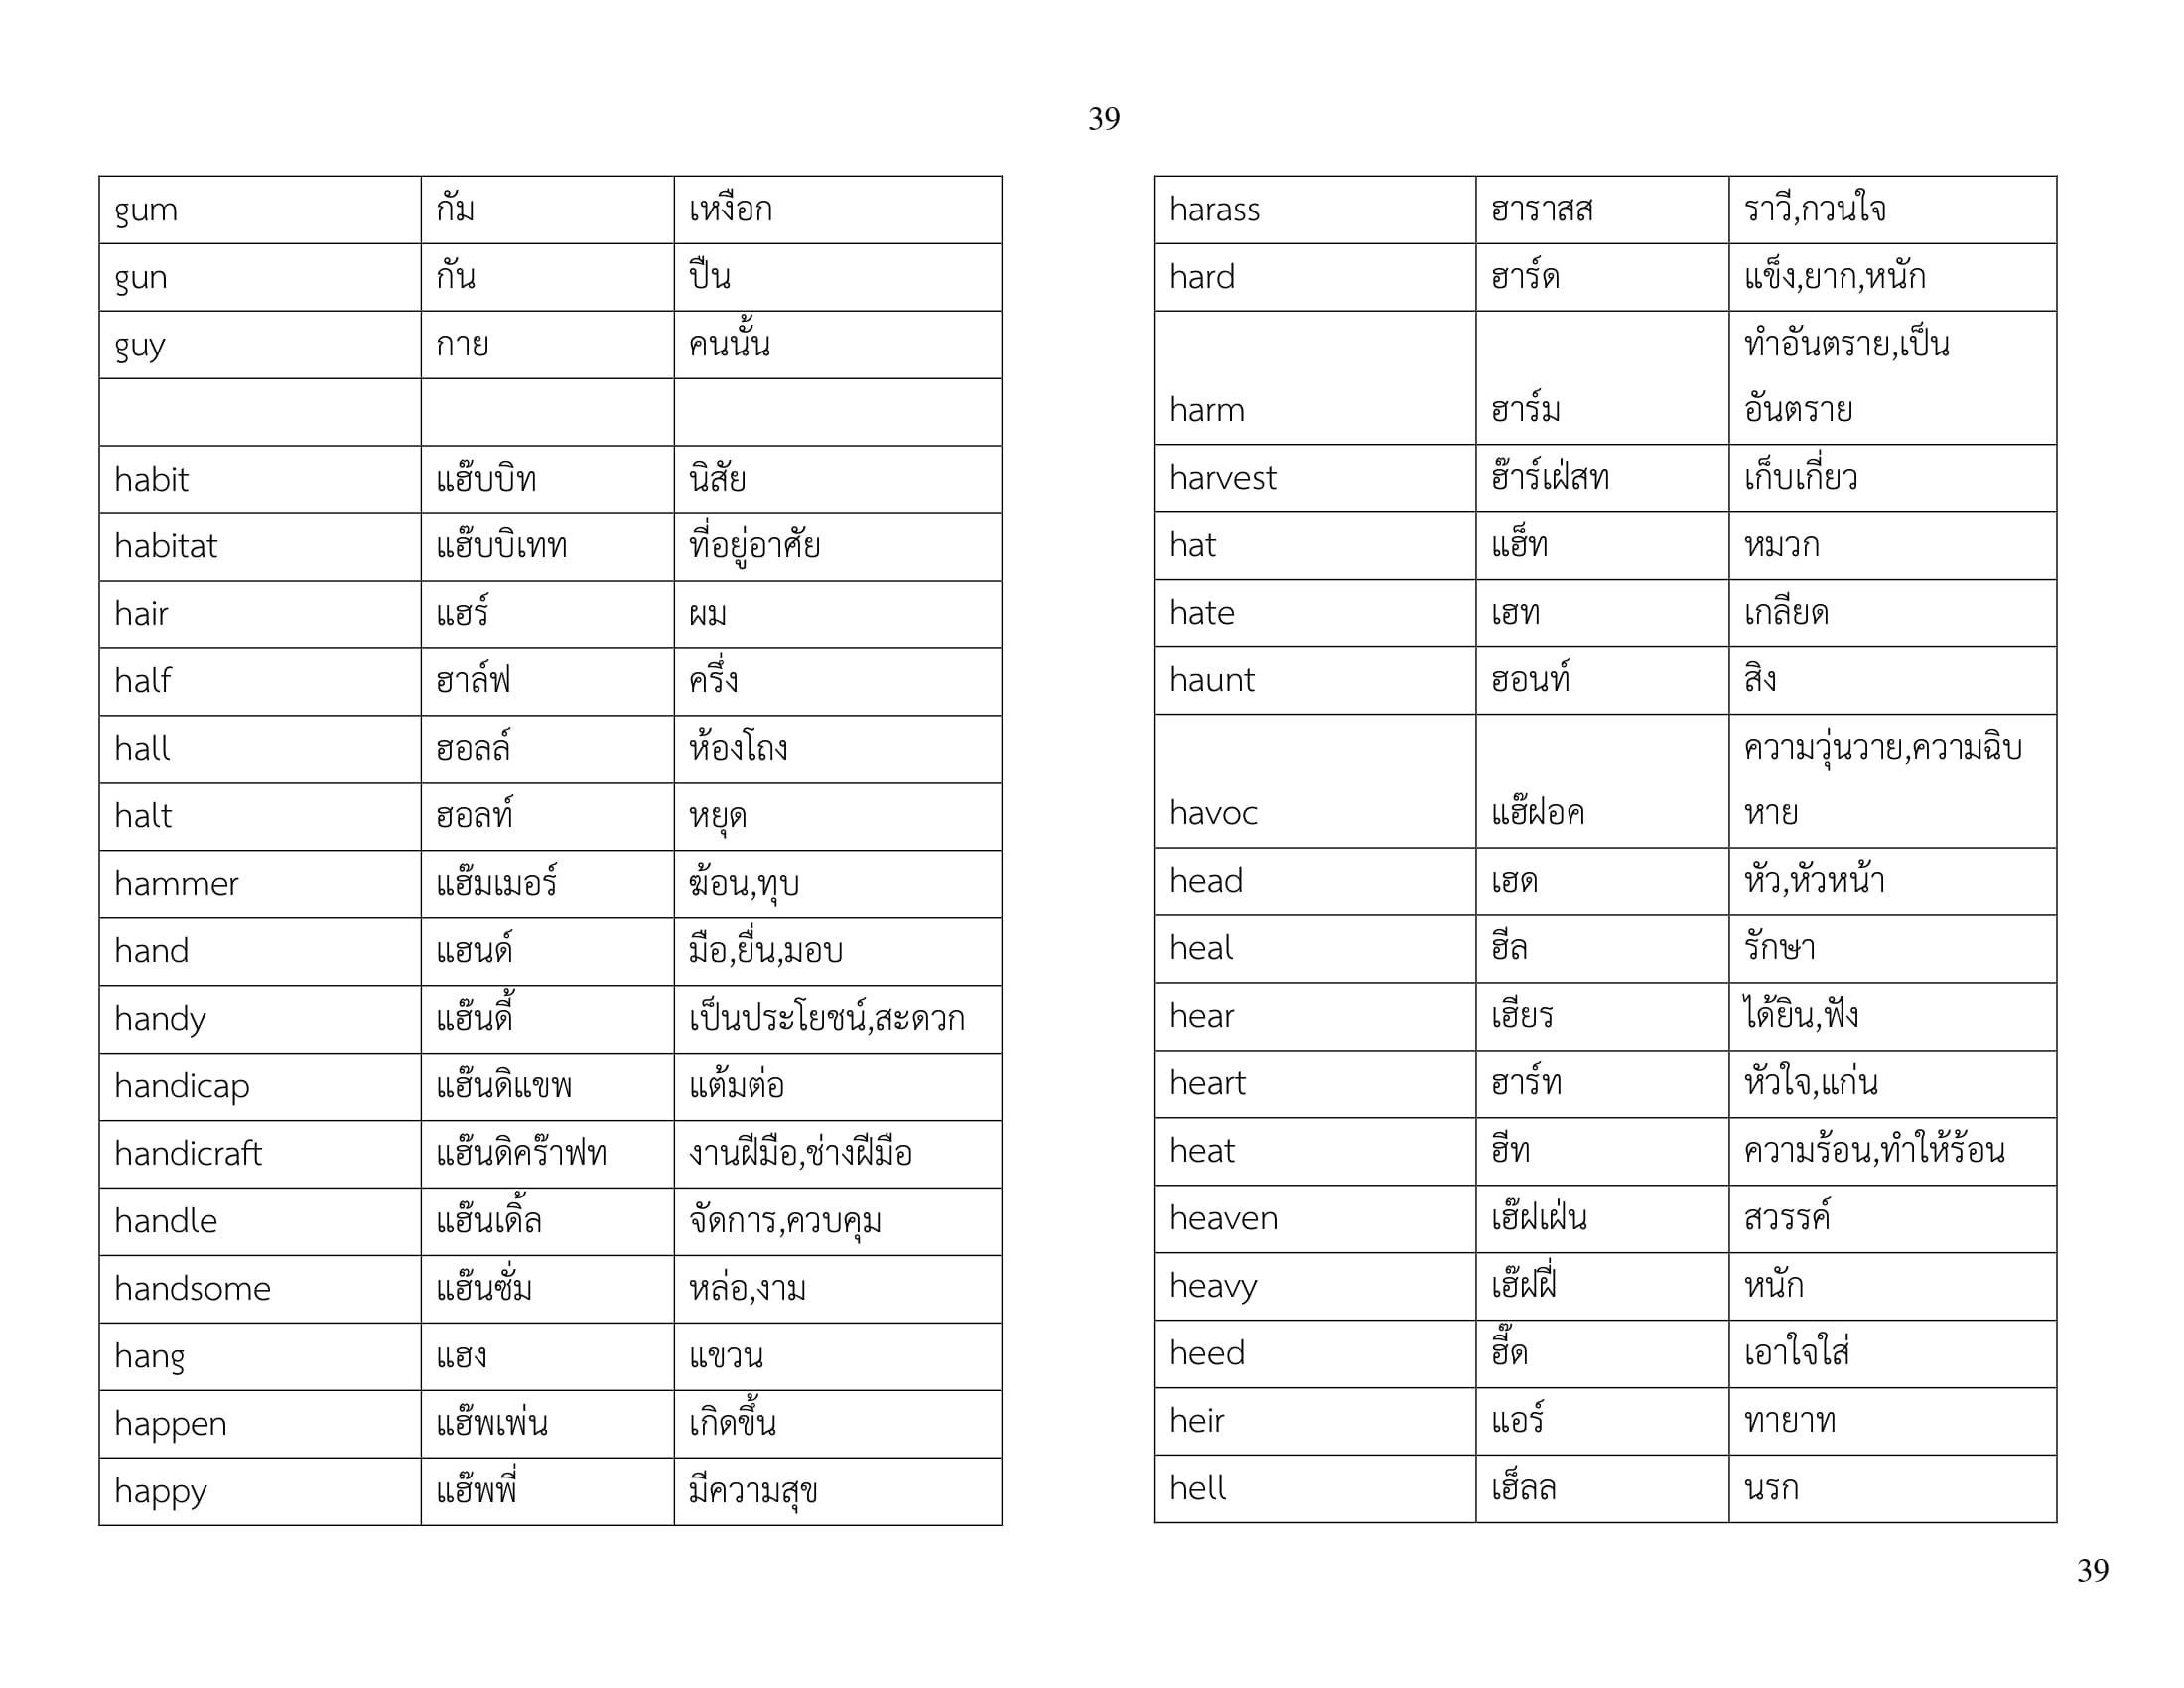 39
gum กัม เหงือก
gun กัน ปืน
guy กาย คนนั้น
habit แฮ๊บบิท นิสัย
habitat แฮ๊บบิเทท ที่อยู่อาศัย
hair แฮร์ ผม
half ฮาล์ฟ ครึ่ง
hall ฮอลล์ ห้องโถง
halt ฮอลท์ หยุด
hammer แฮ๊มเมอร์ ฆ้อน,ทุบ
hand แฮนด์ มือ,ยื่น,มอบ
handy แฮ๊นดี้ เป็นประโยชน์,สะดวก
handicap แฮ๊นดิแขพ แต้มต่อ
handicraft แฮ๊นดิคร๊าฟท งานฝีมือ,ช่างฝีมือ
handle แฮ๊นเดิ้ล จัดการ,ควบคุม
handsome แฮ๊นซั่ม หล่อ,งาม
hang แฮง แขวน
happen แฮ๊พเพ่น เกิดขึ้น
happy แฮ๊พพี่ มีความสุข
harass ฮาราสส ราวี,กวนใจ
hard ฮาร์ด แข็ง,ยาก,หนัก
ทำอันตราย,เป็น
harm ฮาร์ม อันตราย
harvest ฮ๊าร์เฝ่สท เก็บเกี่ยว
hat แฮ็ท หมวก
hate เฮท เกลียด
haunt ฮอนท์ สิง
ความวุ่นวาย,ความฉิบ
havoc แฮ๊ฝอค หาย
head เฮด หัว,หัวหน้า
heal ฮีล รักษา
hear เฮียร ได้ยิน,ฟัง
heart ฮาร์ท หัวใจ,แก่น
heat ฮีท ความร้อน,ทำให้ร้อน
heaven เฮ๊ฝเฝ่น สวรรค์
heavy เฮ๊ฝฝี่ หนัก
heed ฮี๊ด เอาใจใส่
heir แอร์ ทายาท
hell เฮ็ลล นรก
39